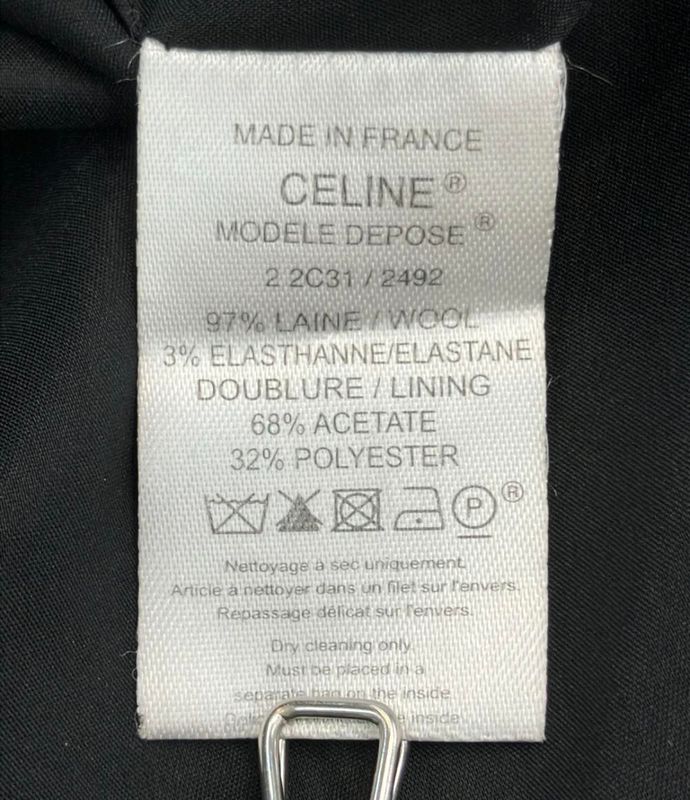 MADE IN FRANCE
CELINE®
MODELE DEPOSE®
2 2C31 / 2492
97% LAINE / WOOL
3% ELASTHANNE/ELASTANE
DOUBLURE / LINING
68% ACETATE
32% POLYESTER
P ®
Nettoyage à sec uniquement.
Article à nettoyer dans un filet sur l'envers.
Repassage délicat sur l'envers.
Dry cleaning only.
Must be placed in a
separate bag on the inside
inside